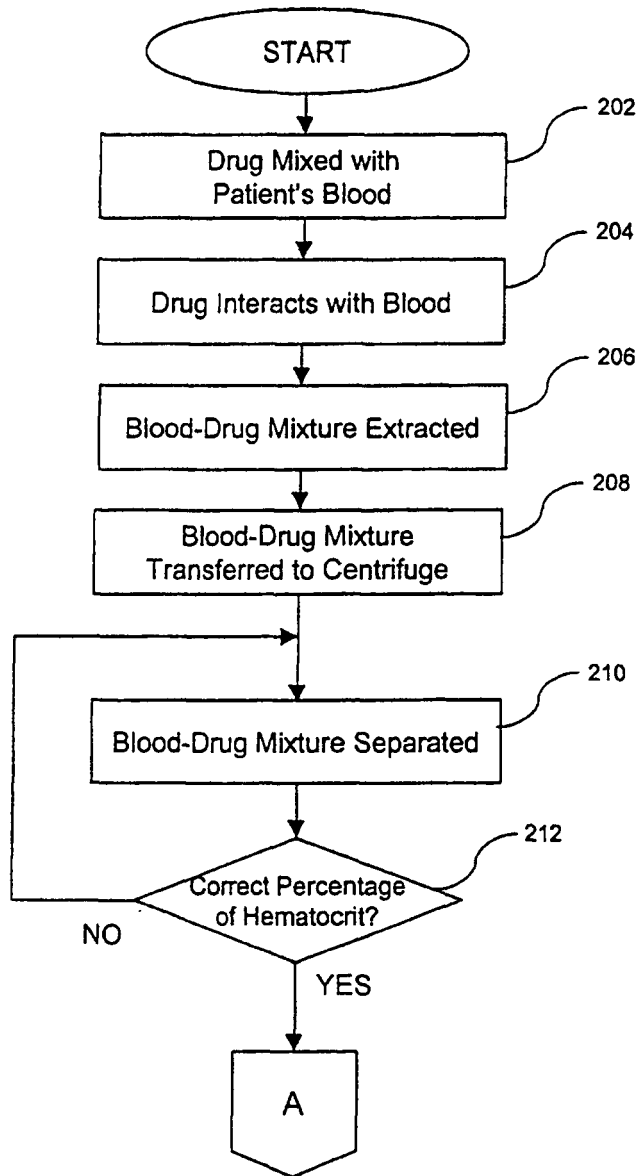 START
202
Drug Mixed with
Patient's Blood
204
Drug Interacts with Blood
206
Blood-Drug Mixture Extracted
208
Blood-Drug Mixture
Transferred to Centrifuge
210
Blood-Drug Mixture Separated
212
Correct Percentage
of Hematocrit?
NO
YES
A